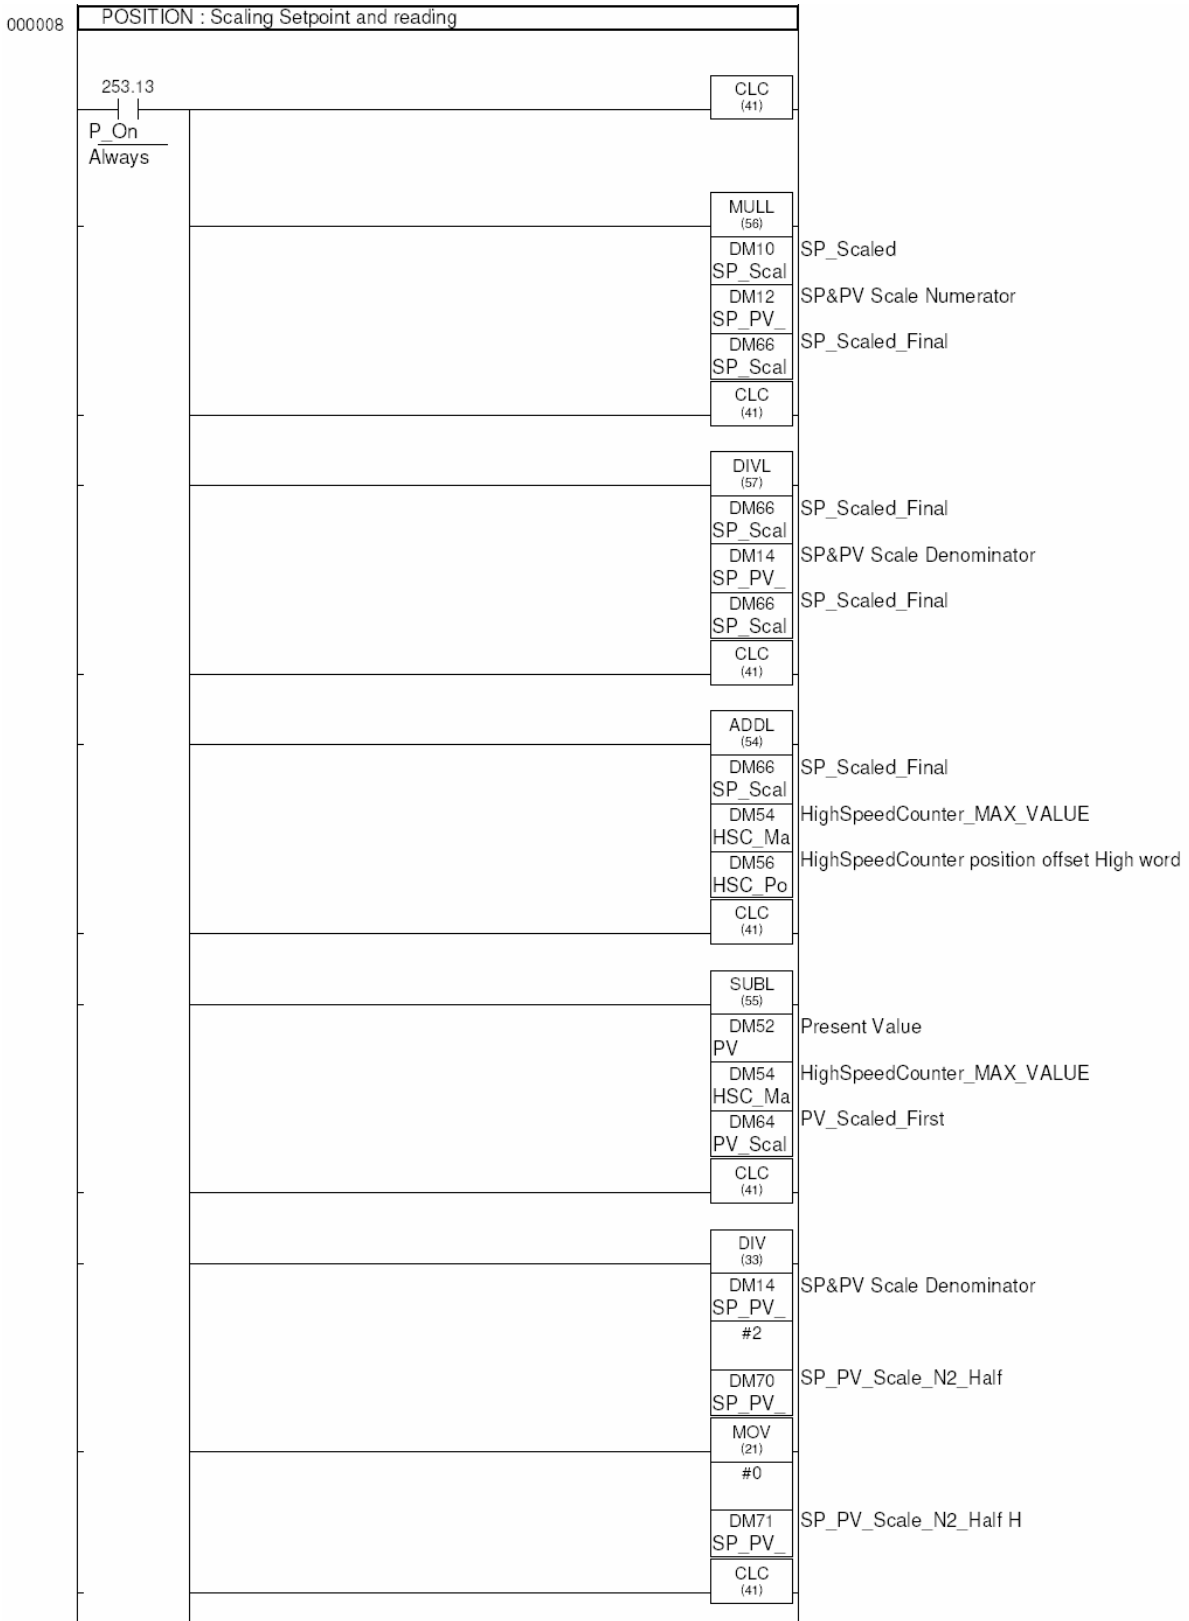 000008
POSITION : Scaling Setpoint and reading
253.13
P_On
Always
CLC
(41)
MULL
(56)
DM10
SP_Scal
SP_Scaled
DM12
SP_PV_
SP&PV Scale Numerator
DM66
SP_Scal
SP_Scaled_Final
CLC
(41)
DIVL
(57)
DM66
SP_Scal
SP_Scaled_Final
DM14
SP_PV_
SP&PV Scale Denominator
DM66
SP_Scal
SP_Scaled_Final
CLC
(41)
ADDL
(54)
DM66
SP_Scal
SP_Scaled_Final
DM54
HSC_Ma
HighSpeedCounter_MAX_VALUE
DM56
HSC_Po
HighSpeedCounter position offset High word
CLC
(41)
SUBL
(55)
DM52
PV
Present Value
DM54
HSC_Ma
HighSpeedCounter_MAX_VALUE
DM64
PV_Scal
PV_Scaled_First
CLC
(41)
DIV
(33)
DM14
SP_PV_
SP&PV Scale Denominator
#2
DM70
SP_PV_
SP_PV_Scale_N2_Half
MOV
(21)
#0
DM71
SP_PV_
SP_PV_Scale_N2_Half H
CLC
(41)